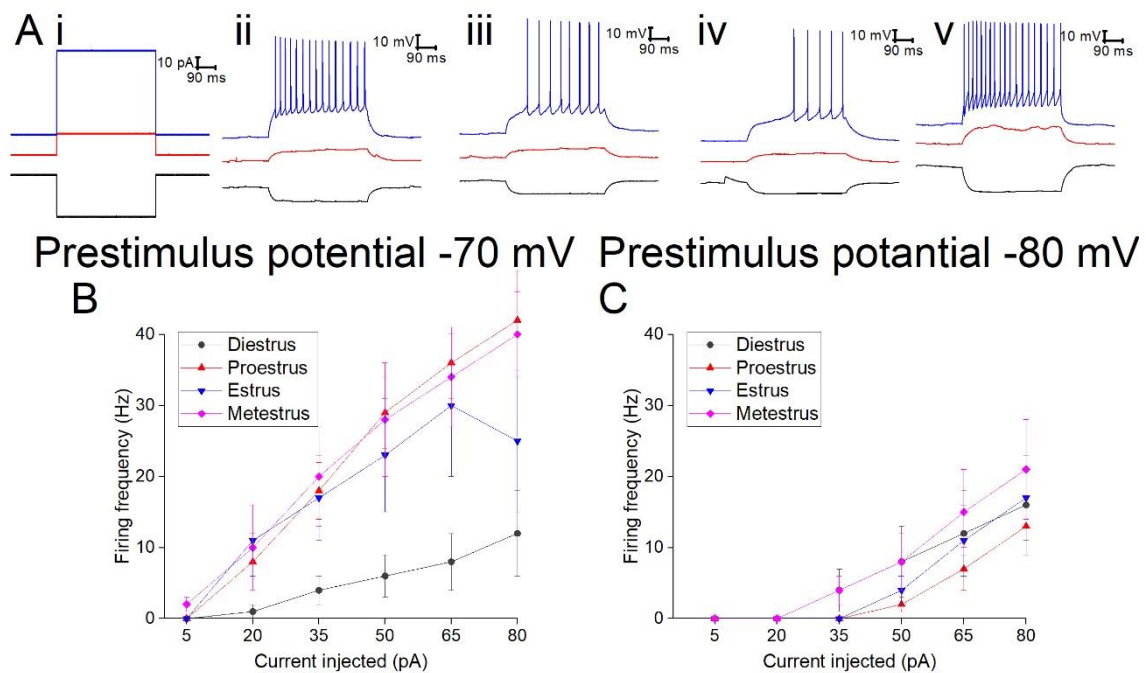 A i ii iii iv v
10 pA
90 ms
10 mV
90 ms
10 mV
90 ms
10 mV
90 ms
10 mV
90 ms
Prestimulus potential -70 mV Prestimulus potantial -80 mV
B
Firing frequency (Hz)
40
30
20
10
0
Diestrus
Proestrus
Estrus
Metestrus
5 20 35 50 65 80
Current injected (pA)
C
Firing frequency (Hz)
40
30
20
10
0
Diestrus
Proestrus
Estrus
Metestrus
5 20 35 50 65 80
Current injected (pA)